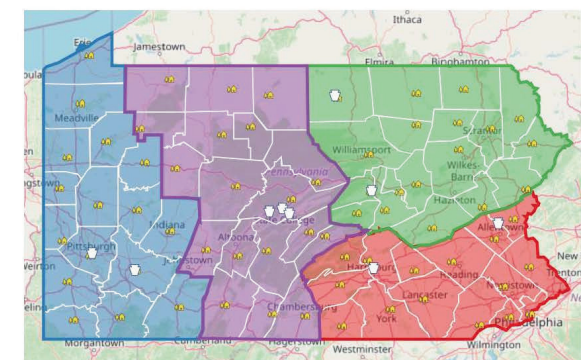 Ithaca
Erie
Jamestown
Elmira
Binghamton
Meadville
Scranton
Williamsport
Wilkes-
Barre
Pennsylvania
Hazleton
Indiana
Altoona
Pittsburgh
Allentown
New
Johnstown
Harrisburg
Reading
Trenton
Lancaster
Norristown
Chambersburg
York
Philadelphia
Morgantown
Cumberland
Hagerstown
Westminster
Wilmington